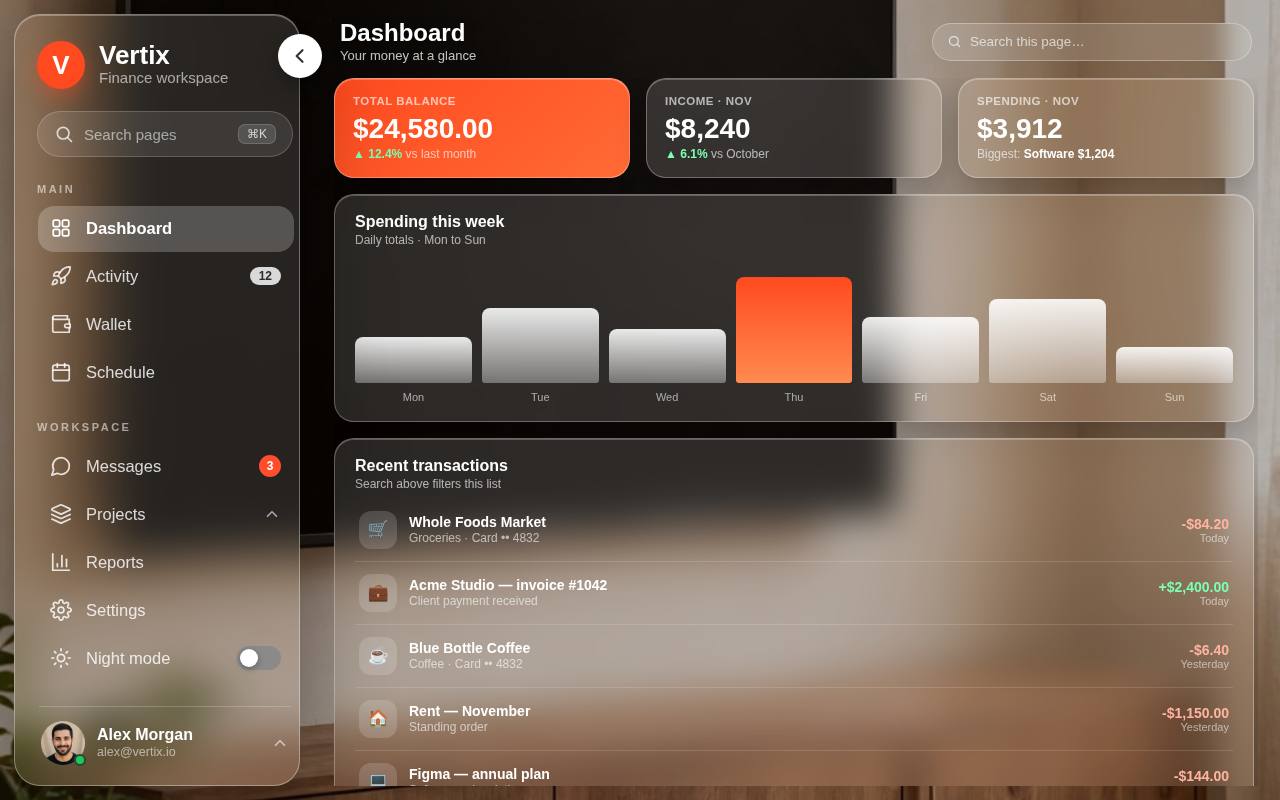 V
Vertix
Finance workspace
Search pages
⌘K
MAIN
Dashboard
Activity
12
Wallet
Schedule
WORKSPACE
Messages
3
Projects
Reports
Settings
Night mode
Alex Morgan
alex@vertix.io
Dashboard
Your money at a glance
Search this page…
TOTAL BALANCE
$24,580.00
▲ 12.4% vs last month
INCOME · NOV
$8,240
▲ 6.1% vs October
SPENDING · NOV
$3,912
Biggest: Software $1,204
Spending this week
Daily totals · Mon to Sun
Mon Tue Wed Thu Fri Sat Sun
Recent transactions
Search above filters this list
Whole Foods Market
Groceries · Card •• 4832
-$84.20
Today
Acme Studio — invoice #1042
Client payment received
+$2,400.00
Today
Blue Bottle Coffee
Coffee · Card •• 4832
-$6.40
Yesterday
Rent — November
Standing order
-$1,150.00
Yesterday
Figma — annual plan
-$144.00